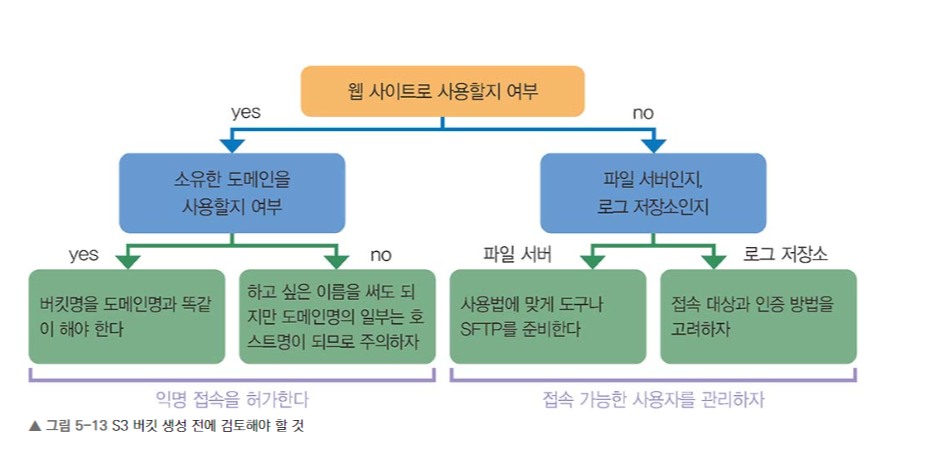 웹 사이트로 사용할지 여부
yes
no
소유한 도메인을
사용할지 여부
파일 서버인지,
로그 저장소인지
yes
no
파일 서버
로그 저장소
버킷명을 도메인명과 똑같
이 해야 한다
하고 싶은 이름을 써도 되
지만 도메인명의 일부는 호
스트명이 되므로 주의하자
사용법에 맞게 도구나
SFTP를 준비한다
접속 대상과 인증 방법을
고려하자
익명 접속을 허가한다
접속 가능한 사용자를 관리하자
▲ 그림 5-13 S3 버킷 생성 전에 검토해야 할 것